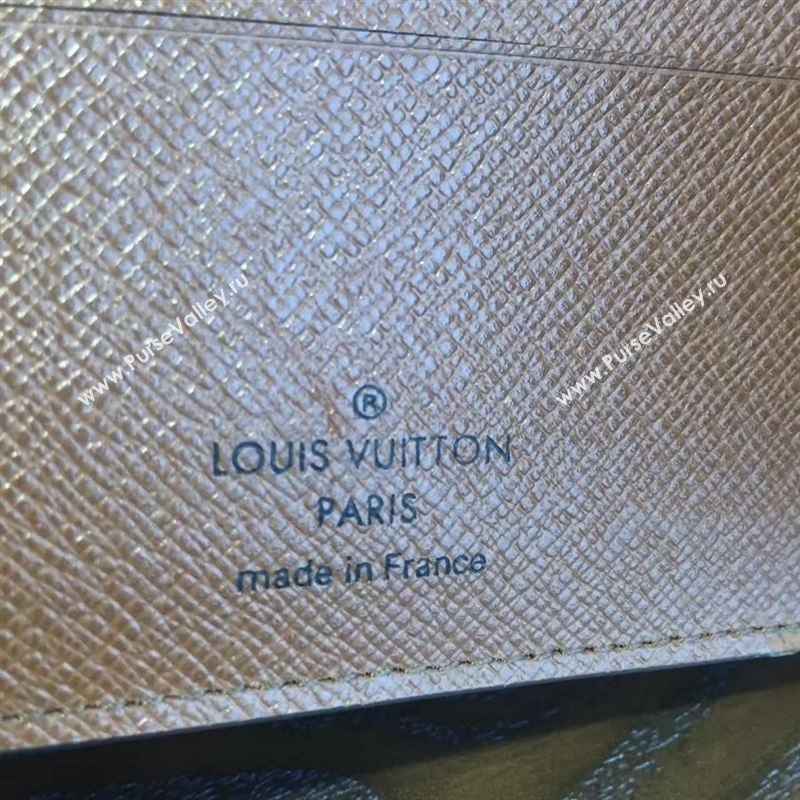 www.PurseValley.ru
www.PurseValley.ru
®
LOUIS VUITTON
PARIS
made in France